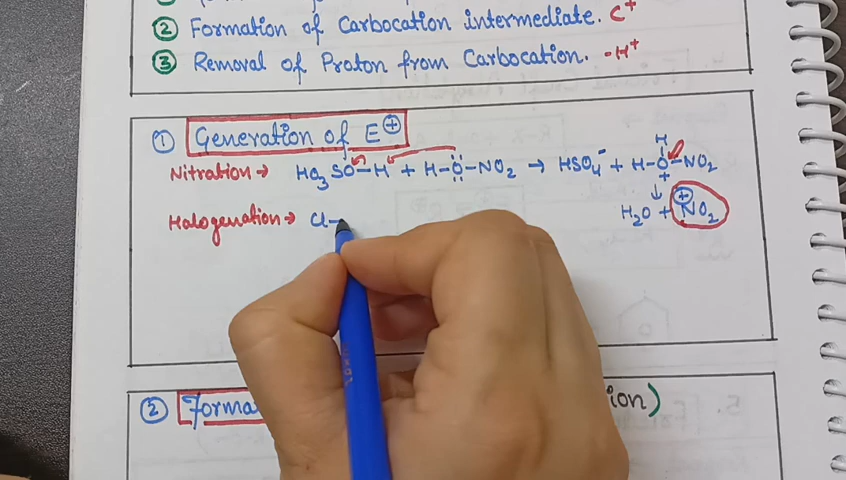 ② Formation of Carbocation intermediate. C⁺
③ Removal of Proton from Carbocation. -H⁺
① Generation of E⊕
Nitration → HO₃SO-H + H-O-NO₂ → HSO₄⁻ + H-O-NO₂
H
+
↓
H₂O + NO₂
⊕
Halogenation → Cl-
② Forma
ion)